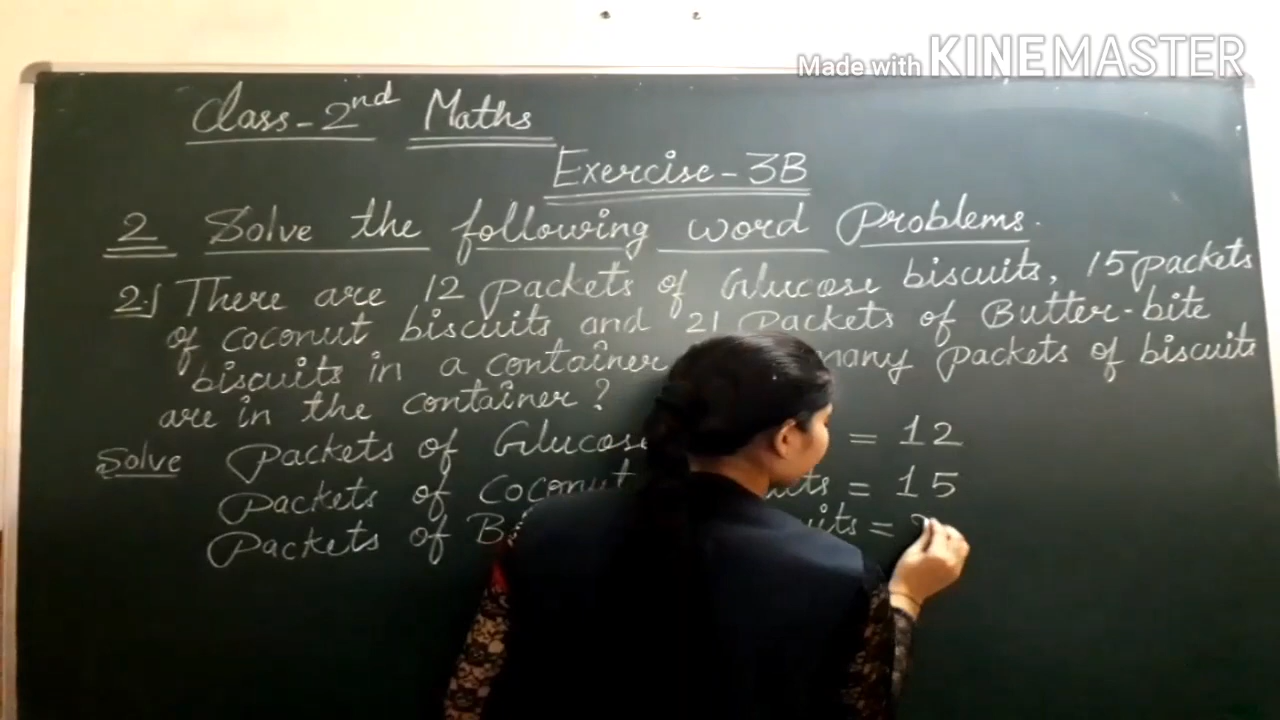 Made with KINEMASTER
Class-2nd Maths
Exercise-3B
2 Solve the following word Problems.
2.) There are 12 packets of Glucose biscuits, 15 packets
of coconut biscuits and 21 Packets of Butter-bite
biscuits in a container many packets of biscuits
are in the container?
Solve Packets of Glucose = 12
Packets of Coconut = 15
Packets of =